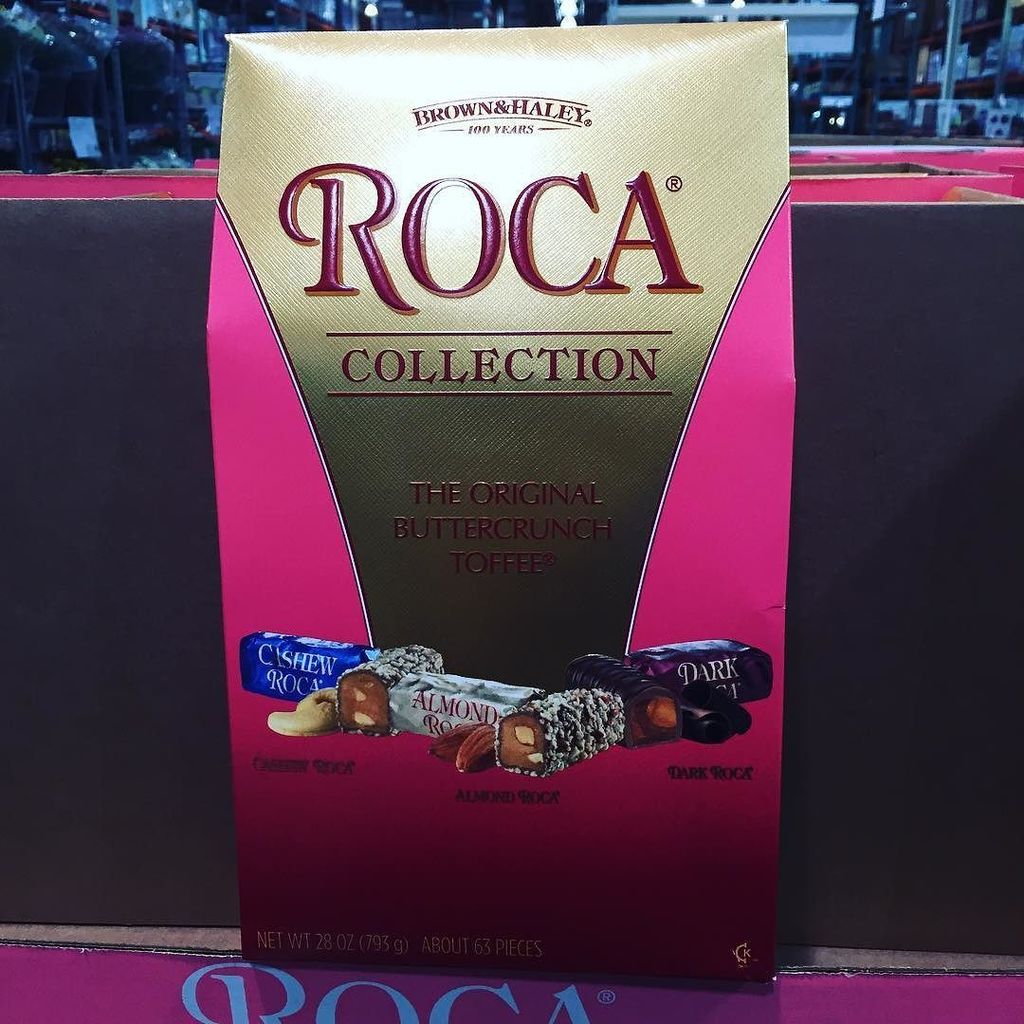 BROWN&HALEY®
100 YEARS
ROCA®
COLLECTION
THE ORIGINAL
BUTTERCRUNCH
TOFFEE®
CASHEW
ROCA®
ALMOND
DARK
CASHEW ROCA®
ALMOND ROCA®
DARK ROCA®
NET WT 28 OZ (793 g) ABOUT 63 PIECES
CK
ROCA®